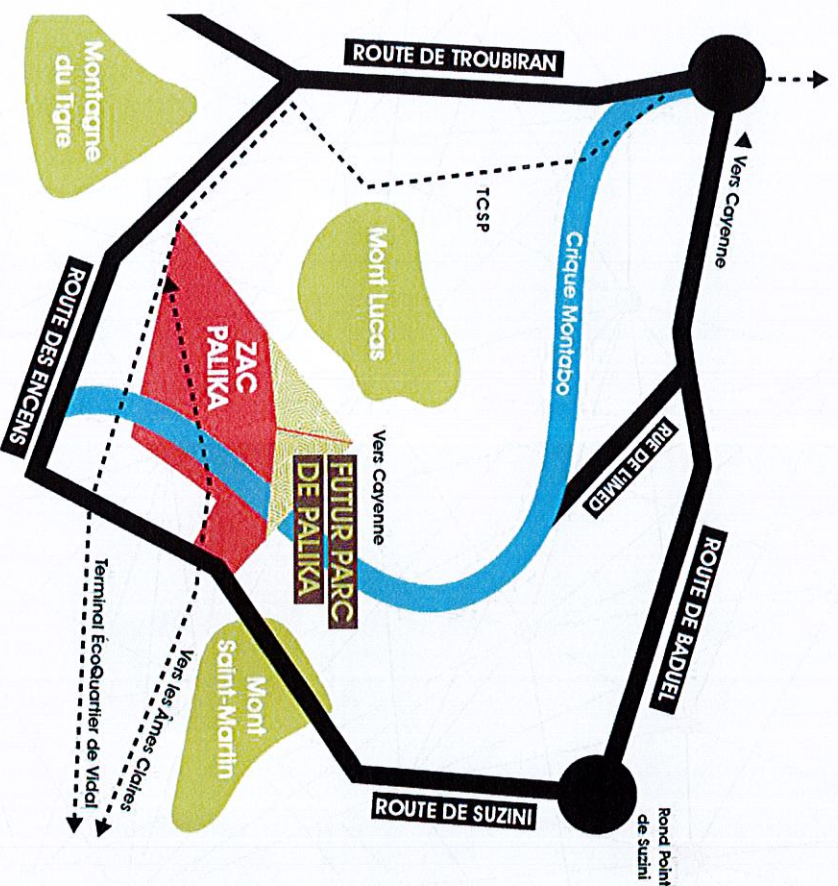 ROUTE DE TROUBIRAN
Montagne
du Tigre
Vers Cayenne
TCSP
Crique Montabo
Mont Lucas
ROUTE DES ENCENS
ZAC
PALIKA
Vers Cayenne
FUTUR PARC
DE PALIKA
RUE DE L'IMED
ROUTE DE BADUEL
Terminal ÉcoQuartier de Vidal
Vers les Âmes Claires
Mont
Saint-Martin
ROUTE DE SUZINI
Rond Point
de Suzini